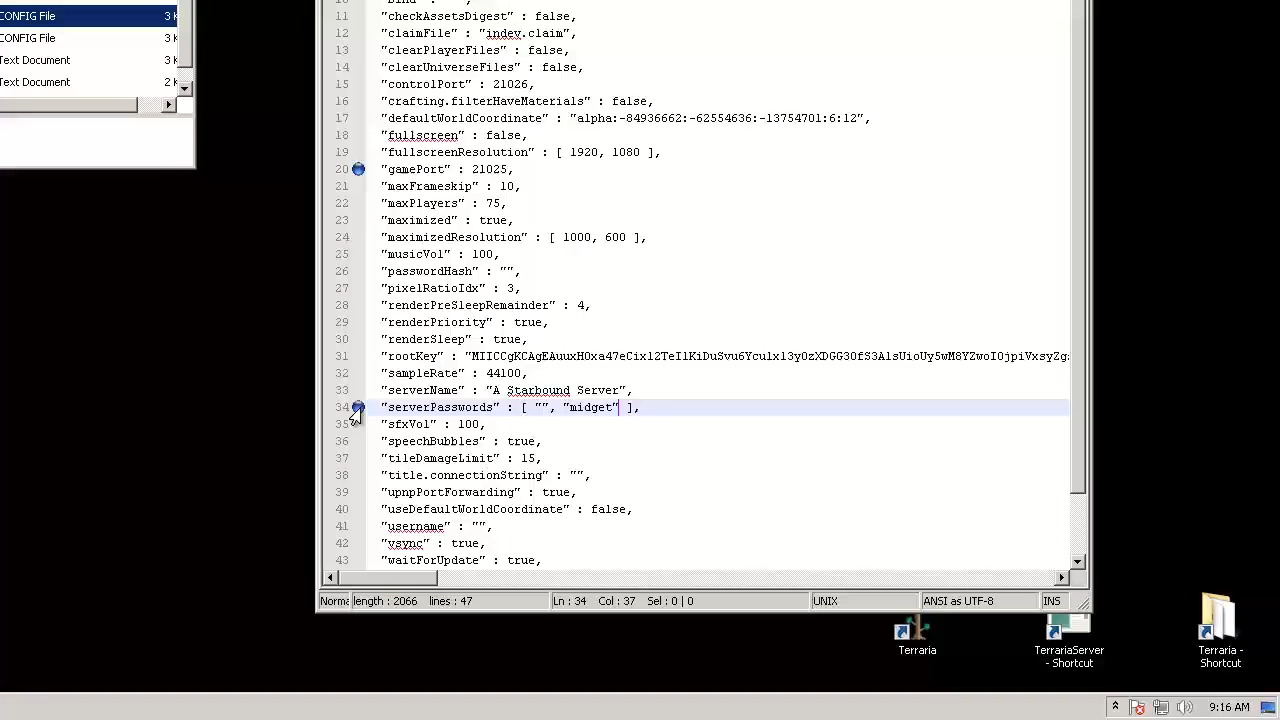 CONFIG File 3 K
CONFIG File 3 K
Text Document 3 K
Text Document 2 K
11 "checkAssetsDigest" : false,
12 "claimFile" : "indev.claim",
13 "clearPlayerFiles" : false,
14 "clearUniverseFiles" : false,
15 "controlPort" : 21026,
16 "crafting.filterHaveMaterials" : false,
17 "defaultWorldCoordinate" : "alpha:-84936662:-62554636:-13754701:6:12",
18 "fullscreen" : false,
19 "fullscreenResolution" : [ 1920, 1080 ],
20 "gamePort" : 21025,
21 "maxFrameskip" : 10,
22 "maxPlayers" : 75,
23 "maximized" : true,
24 "maximizedResolution" : [ 1000, 600 ],
25 "musicVol" : 100,
26 "passwordHash" : "",
27 "pixelRatioIdx" : 3,
28 "renderPreSleepRemainder" : 4,
29 "renderPriority" : true,
30 "renderSleep" : true,
31 "rootKey" :
32 "sampleRate" : 44100,
33 "serverName" : "A Starbound Server",
34 "serverPasswords" : [ "", "midget" ],
35 "sfxVol" : 100,
36 "speechBubbles" : true,
37 "tileDamageLimit" : 15,
38 "title.connectionString" : "",
39 "upnpPortForwarding" : true,
40 "useDefaultWorldCoordinate" : false,
41 "username" : "",
42 "vsync" : true,
43 "waitForUpdate" : true,
Norma length : 2066 lines : 47 Ln : 34 Col : 37 Sel : 0 | 0 UNIX ANSI as UTF-8 INS
Terraria
TerrariaServer
- Shortcut
Terraria -
Shortcut
9:16 AM